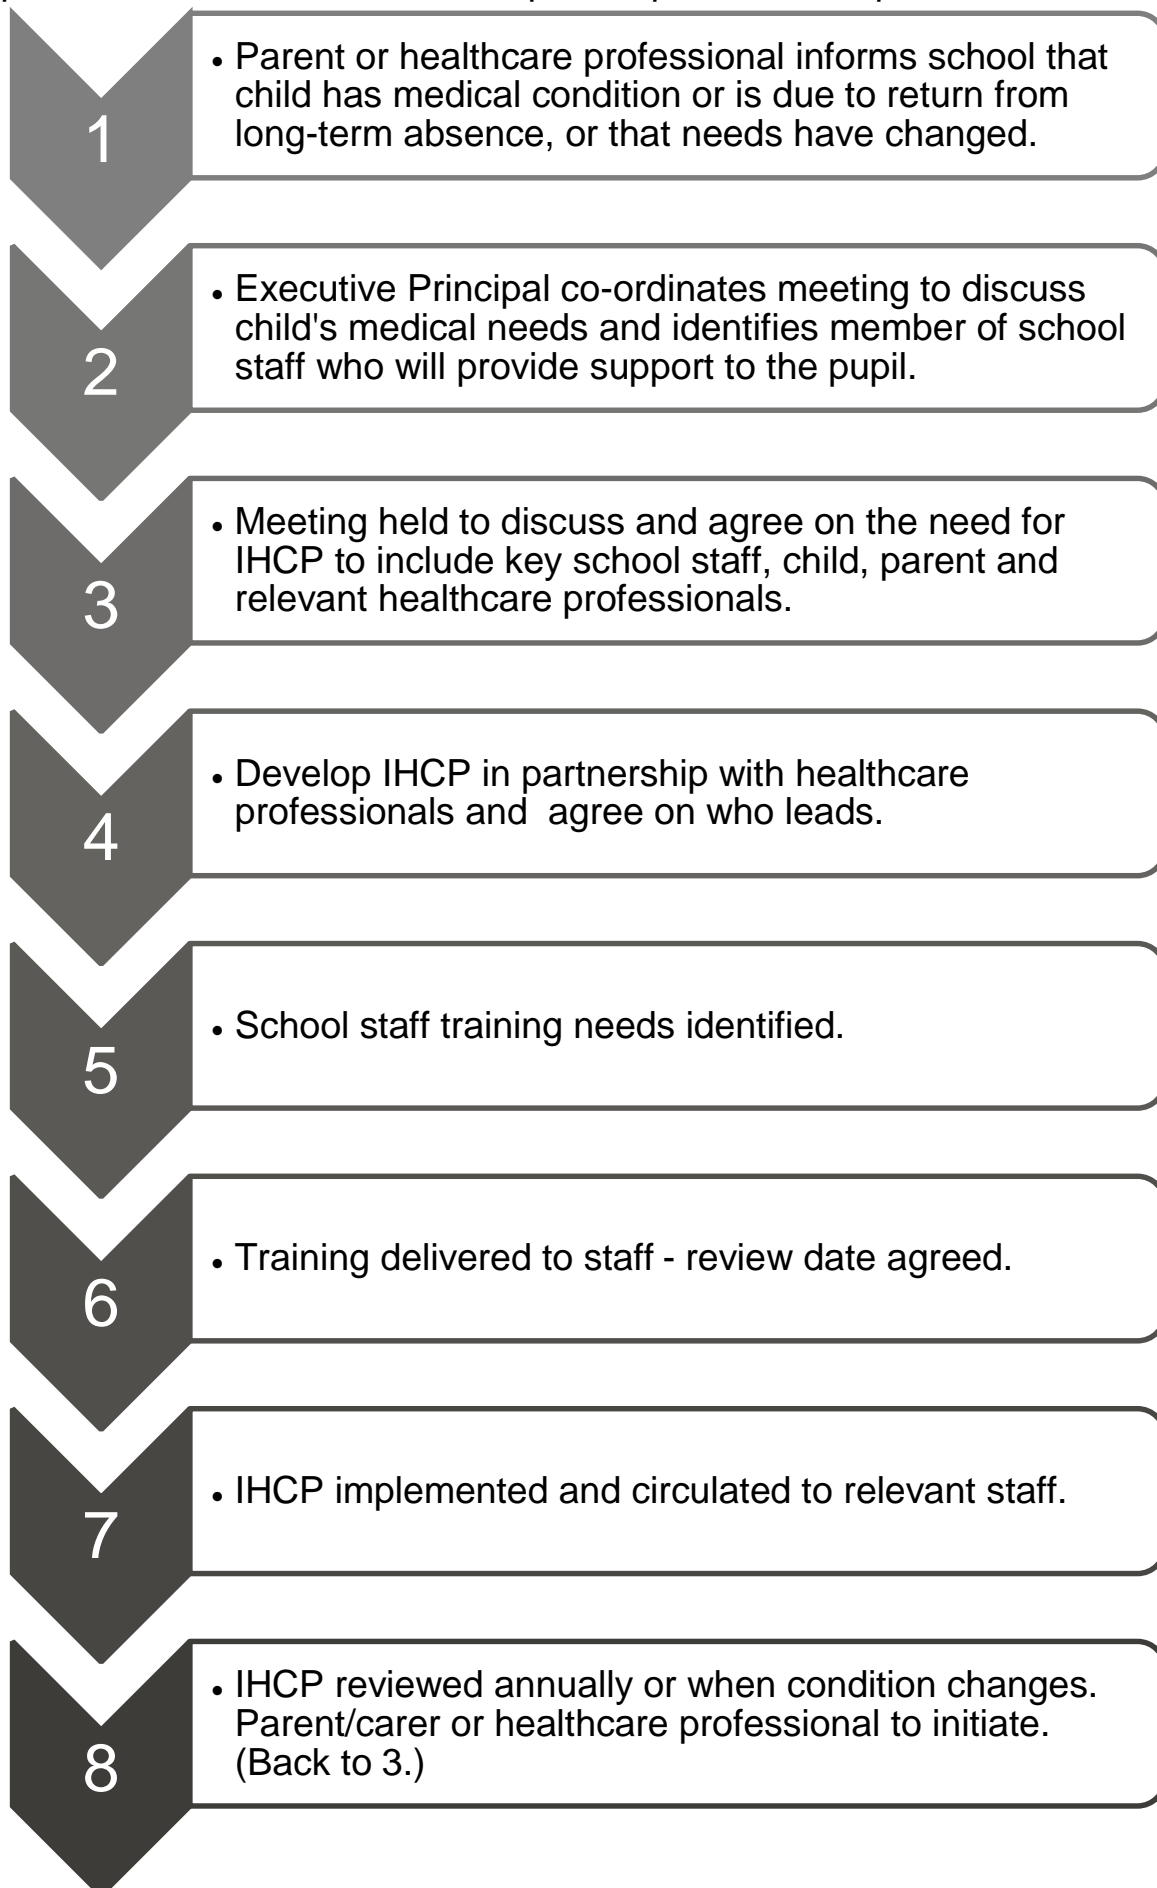 1
• Parent or healthcare professional informs school that
child has medical condition or is due to return from
long-term absence, or that needs have changed.
2
• Executive Principal co-ordinates meeting to discuss
child's medical needs and identifies member of school
staff who will provide support to the pupil.
3
• Meeting held to discuss and agree on the need for
IHCP to include key school staff, child, parent and
relevant healthcare professionals.
4
• Develop IHCP in partnership with healthcare
professionals and  agree on who leads.
5
• School staff training needs identified.
6
• Training delivered to staff - review date agreed.
7
• IHCP implemented and circulated to relevant staff.
8
• IHCP reviewed annually or when condition changes.
Parent/carer or healthcare professional to initiate.
(Back to 3.)